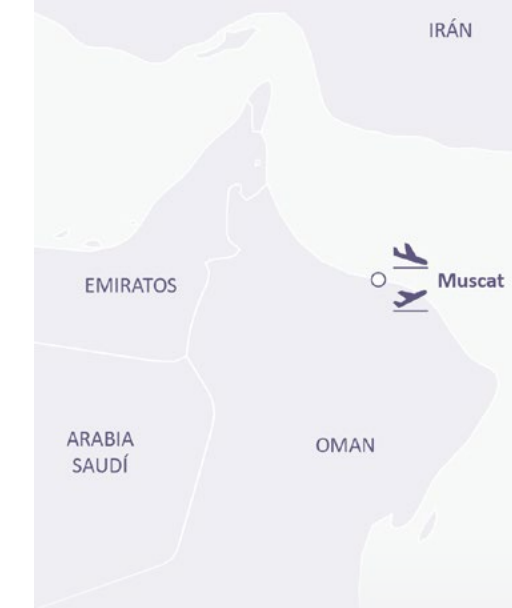 IRÁN
Muscat
EMIRATOS
ARABIA
SAUDÍ
OMAN